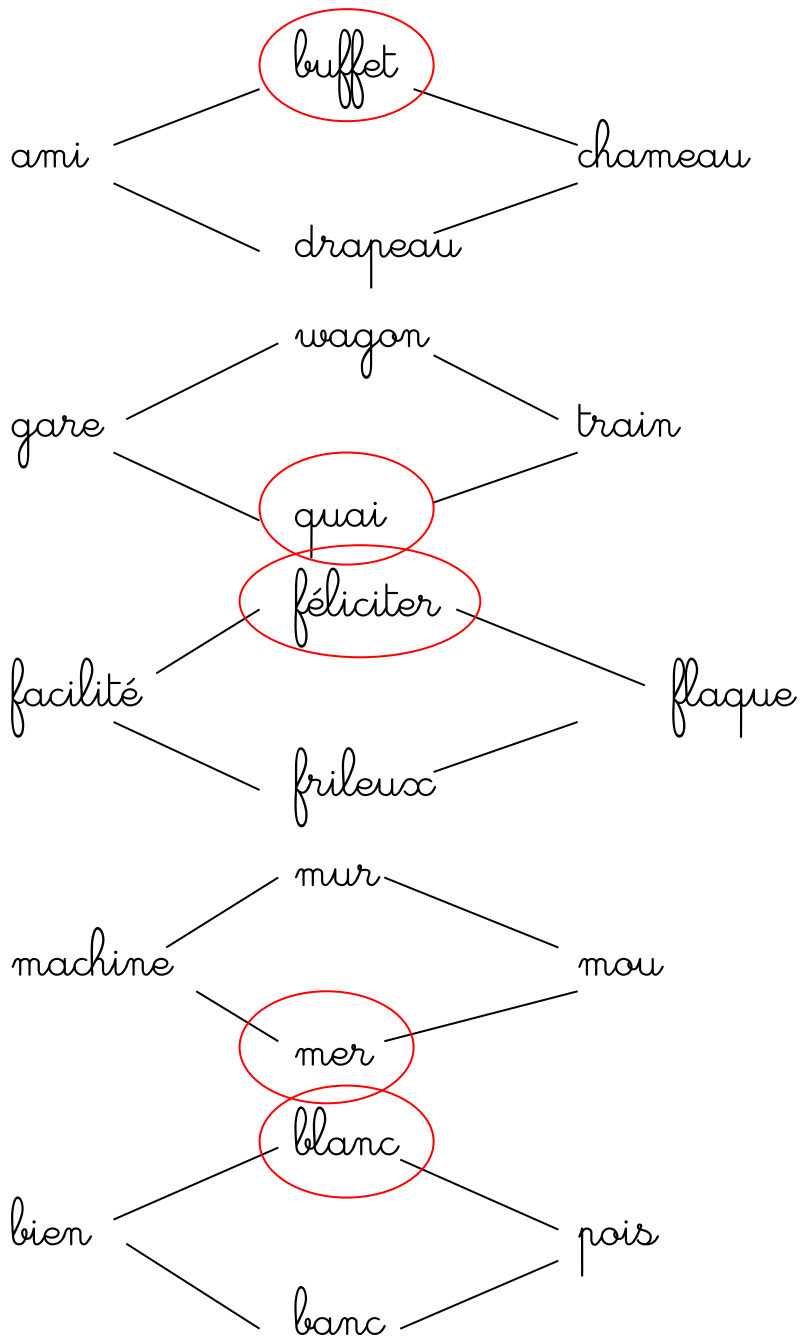 buffet
ami chameau
drapeau
wagon
gare train
quai
féliciter
facilité flaque
frileux
mur
machine mou
mer
blanc
bien pois
banc